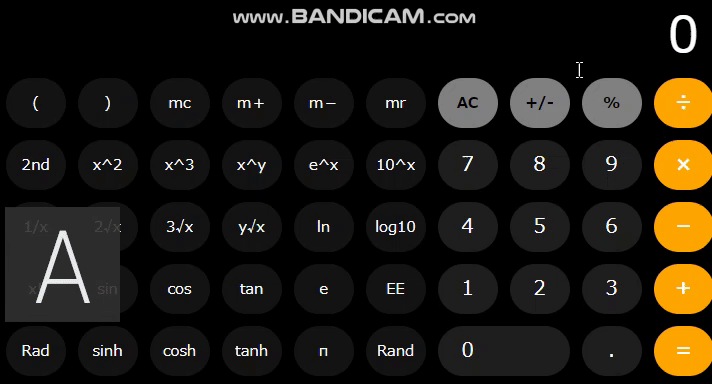 www.BANDICAM.com
0
( ) mc m+ m− mr AC +/- % ÷
2nd x^2 x^3 x^y e^x 10^x 7 8 9 ×
1/x 2√x 3√x y√x ln log10 4 5 6 −
A
sin cos tan e EE 1 2 3 +
Rad sinh cosh tanh п Rand 0 . =